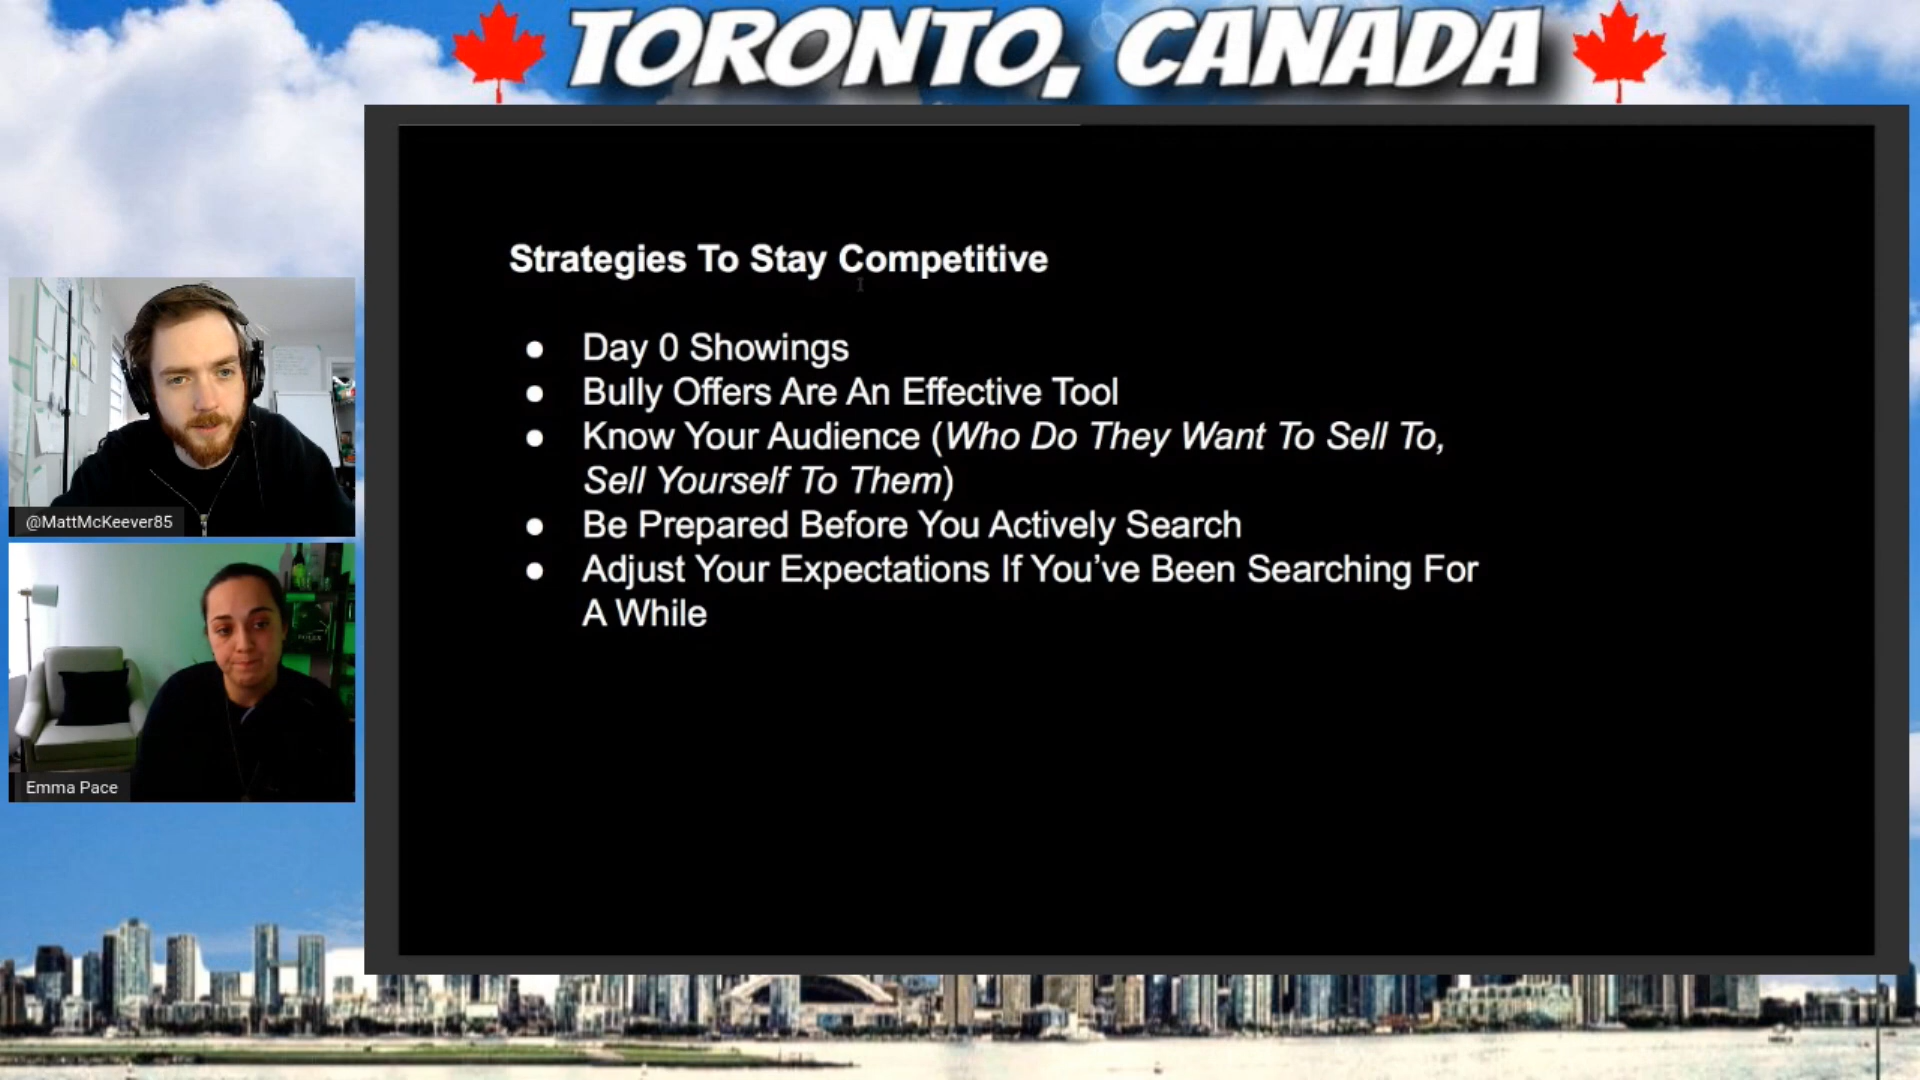 TORONTO, CANADA
Strategies To Stay Competitive
● Day 0 Showings
● Bully Offers Are An Effective Tool
● Know Your Audience (Who Do They Want To Sell To,
Sell Yourself To Them)
● Be Prepared Before You Actively Search
● Adjust Your Expectations If You’ve Been Searching For
A While
@MattMcKeever85
Emma Pace